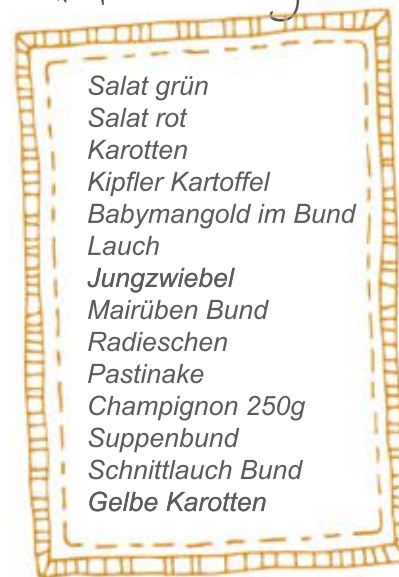 Salat grün
Salat rot
Karotten
Kipfler Kartoffel
Babymangold im Bund
Lauch
Jungzwiebel
Mairüben Bund
Radieschen
Pastinake
Champignon 250g
Suppenbund
Schnittlauch Bund
Gelbe Karotten